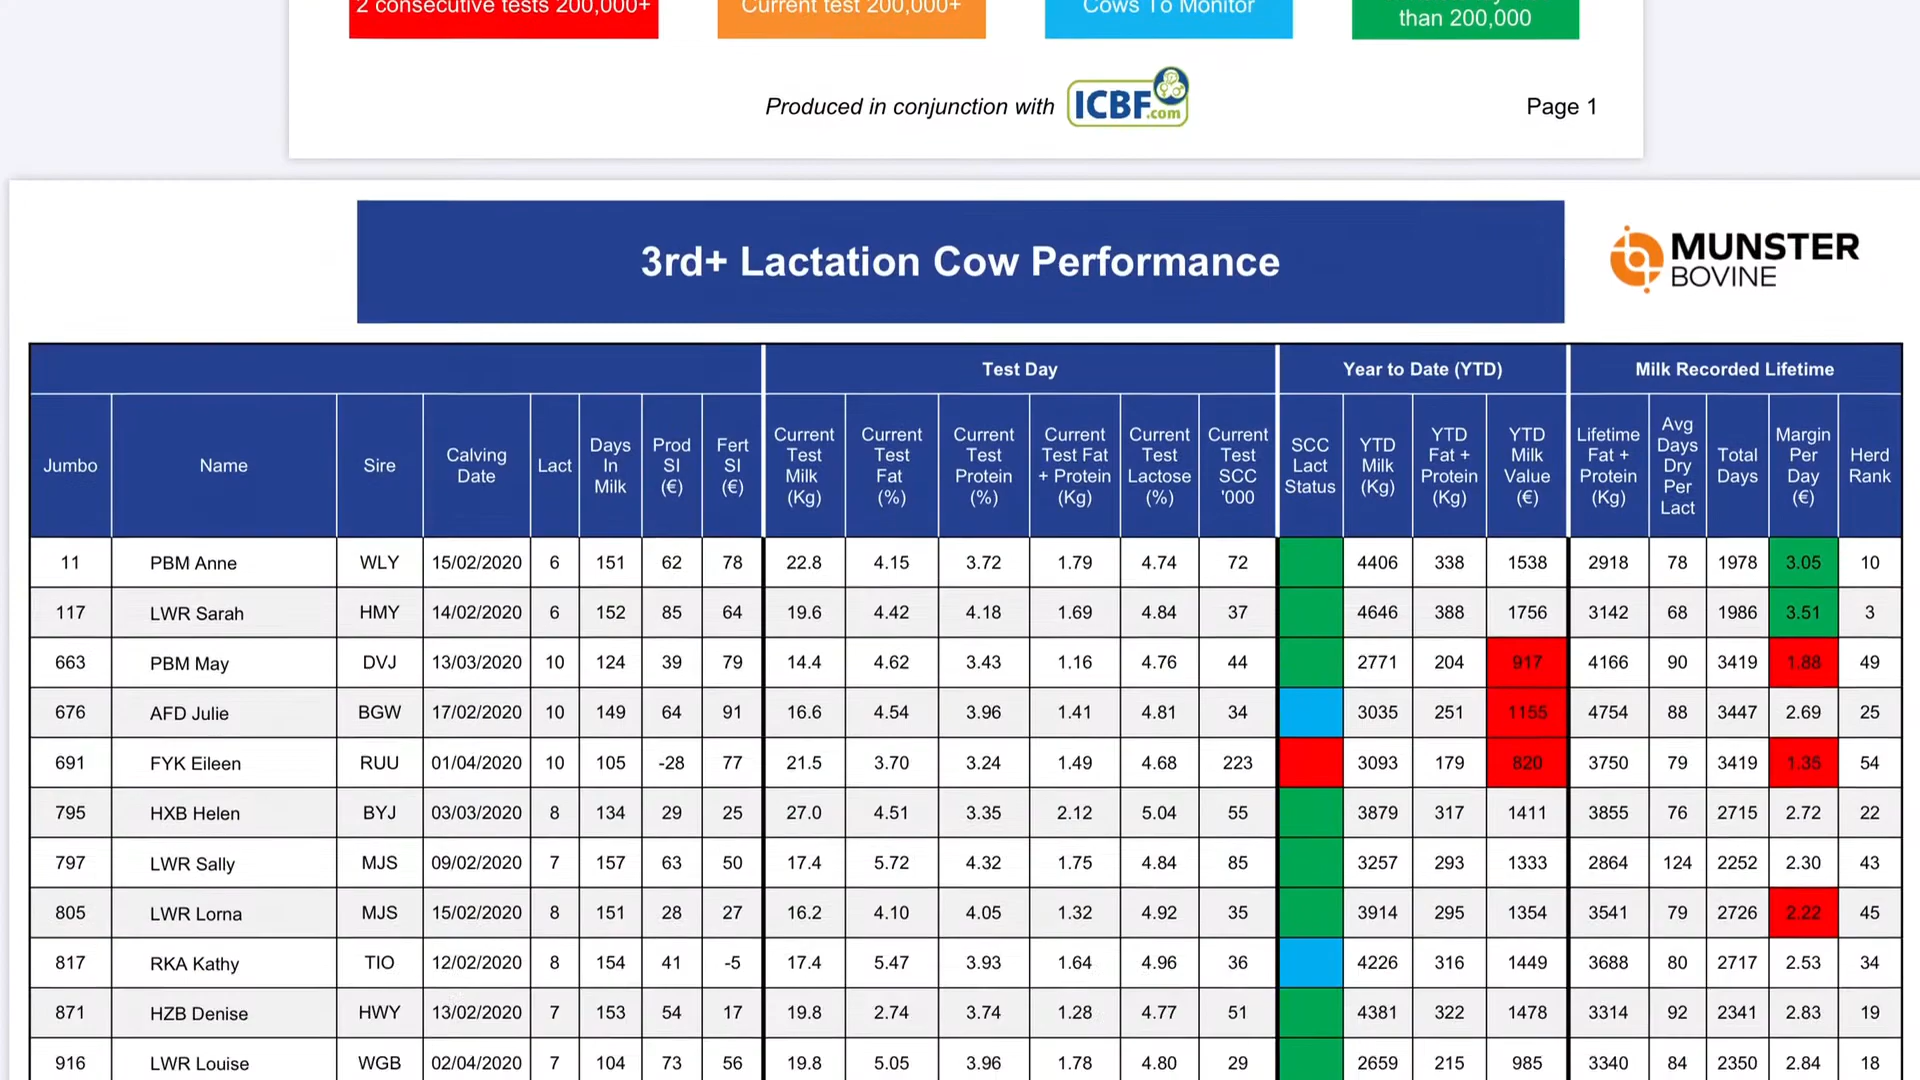 2 consecutive tests 200,000+
Current test 200,000+
Cows To Monitor
than 200,000
Produced in conjunction with
ICBF.com
Page 1
3rd+ Lactation Cow Performance
MUNSTER
BOVINE
Test Day Year to Date (YTD) Milk Recorded Lifetime
Jumbo
Name
Sire
Calving
Date
Lact
Days
In
Milk
Prod
SI
(€)
Fert
SI
(€)
Current
Test
Milk
(Kg)
Current
Test
Fat
(%)
Current
Test
Protein
(%)
Current
Test Fat
+ Protein
(Kg)
Current
Test
Lactose
(%)
Current
Test
SCC
'000
SCC
Lact
Status
YTD
Milk
(Kg)
YTD
Fat +
Protein
(Kg)
YTD
Milk
Value
(€)
Lifetime
Fat +
Protein
(Kg)
Avg
Days
Dry
Per
Lact
Total
Days
Margin
Per
Day
(€)
Herd
Rank
11 PBM Anne WLY 15/02/2020 6 151 62 78 22.8 4.15 3.72 1.79 4.74 72 4406 338 1538 2918 78 1978 3.05 10
117 LWR Sarah HMY 14/02/2020 6 152 85 64 19.6 4.42 4.18 1.69 4.84 37 4646 388 1756 3142 68 1986 3.51 3
663 PBM May DVJ 13/03/2020 10 124 39 79 14.4 4.62 3.43 1.16 4.76 44 2771 204 917 4166 90 3419 1.88 49
676 AFD Julie BGW 17/02/2020 10 149 64 91 16.6 4.54 3.96 1.41 4.81 34 3035 251 1155 4754 88 3447 2.69 25
691 FYK Eileen RUU 01/04/2020 10 105 -28 77 21.5 3.70 3.24 1.49 4.68 223 3093 179 820 3750 79 3419 1.35 54
795 HXB Helen BYJ 03/03/2020 8 134 29 25 27.0 4.51 3.35 2.12 5.04 55 3879 317 1411 3855 76 2715 2.72 22
797 LWR Sally MJS 09/02/2020 7 157 63 50 17.4 5.72 4.32 1.75 4.84 85 3257 293 1333 2864 124 2252 2.30 43
805 LWR Lorna MJS 15/02/2020 8 151 28 27 16.2 4.10 4.05 1.32 4.92 35 3914 295 1354 3541 79 2726 2.22 45
817 RKA Kathy TIO 12/02/2020 8 154 41 -5 17.4 5.47 3.93 1.64 4.96 36 4226 316 1449 3688 80 2717 2.53 34
871 HZB Denise HWY 13/02/2020 7 153 54 17 19.8 2.74 3.74 1.28 4.77 51 4381 322 1478 3314 92 2341 2.83 19
916 LWR Louise WGB 02/04/2020 7 104 73 56 19.8 5.05 3.96 1.78 4.80 29 2659 215 985 3340 84 2350 2.84 18